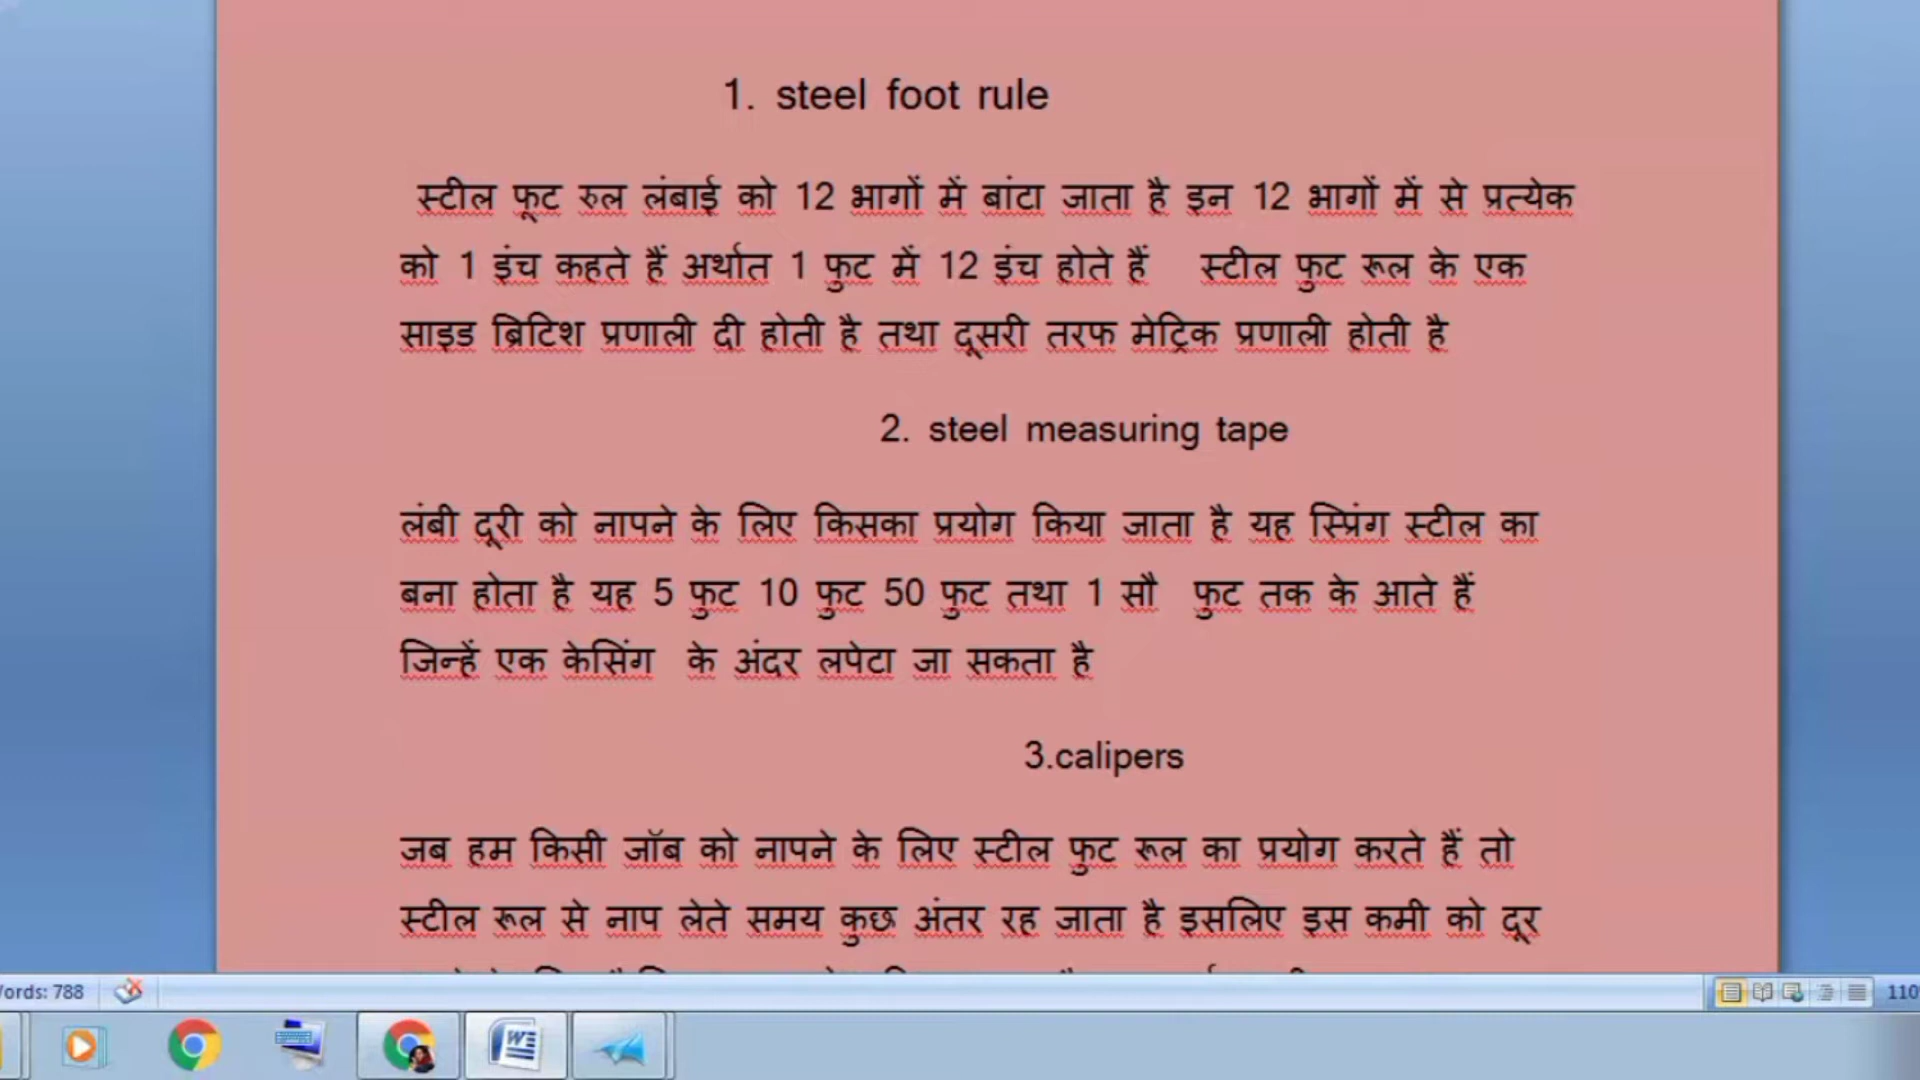 1. steel foot rule
स्टील फूट रुल लंबाई को 12 भागों में बांटा जाता है इन 12 भागों में से प्रत्येक
को 1 इंच कहते हैं अर्थात 1 फुट में 12 इंच होते हैं स्टील फुट रूल के एक
साइड ब्रिटिश प्रणाली दी होती है तथा दूसरी तरफ मेट्रिक प्रणाली होती है
2. steel measuring tape
लंबी दूरी को नापने के लिए किसका प्रयोग किया जाता है यह स्प्रिंग स्टील का
बना होता है यह 5 फुट 10 फुट 50 फुट तथा 1 सौ फुट तक के आते हैं
जिन्हें एक केसिंग के अंदर लपेटा जा सकता है
3.calipers
जब हम किसी जॉब को नापने के लिए स्टील फुट रूल का प्रयोग करते हैं तो
स्टील रूल से नाप लेते समय कुछ अंतर रह जाता है इसलिए इस कमी को दूर
Words: 788
110